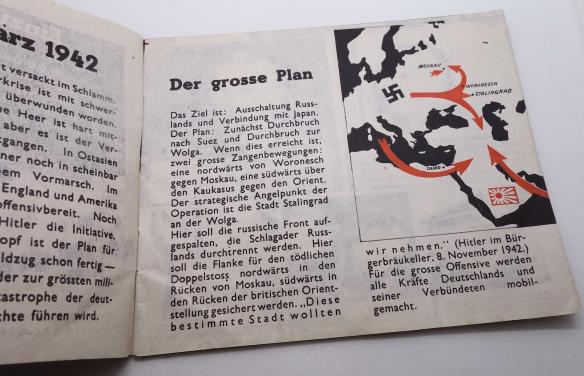 ärz 1942
t versackt im Schlamm.
krise ist mit schwer-
überwunden worden.
e Heer ist hart mit-
aber es ist der Ver-
gangen. In Ostasien
ner noch in scheinbar
em Vormarsch. Im
England und Amerika
offensivbereit. Noch
Hitler die Initiative,
opf ist der Plan für
ldzug schon fertig —
der zur grössten mili-
tastrophe der deut-
chte führen wird.
Der grosse Plan
Das Ziel ist: Ausschaltung Russ-
lands und Verbindung mit Japan.
Der Plan: Zunächst Durchbruch
nach Suez und Durchbruch zur
Wolga. Wenn dies erreicht ist,
zwei grosse Zangenbewegungen:
eine nordwärts von Woronesch
gegen Moskau, eine südwärts über
den Kaukasus gegen den Orient.
Der strategische Angelpunkt der
Operation ist die Stadt Stalingrad
an der Wolga.
Hier soll die russische Front auf-
gespalten, die Schlagader Russ-
lands durchtrennt werden. Hier
soll die Flanke für den tödlichen
Doppelstoss nordwärts in den
Rücken von Moskau, südwärts in
den Rücken der britischen Orient-
stellung gesichert werden. „Diese
bestimmte Stadt wollten
MOSKAU
WORONESCH
STALINGRAD
CAIRO
wir nehmen.“ (Hitler im Bür-
gerbräukeller, 8. November 1942.)
Für die grosse Offensive werden
alle Kräfte Deutschlands und
seiner Verbündeten mobil-
gemacht.